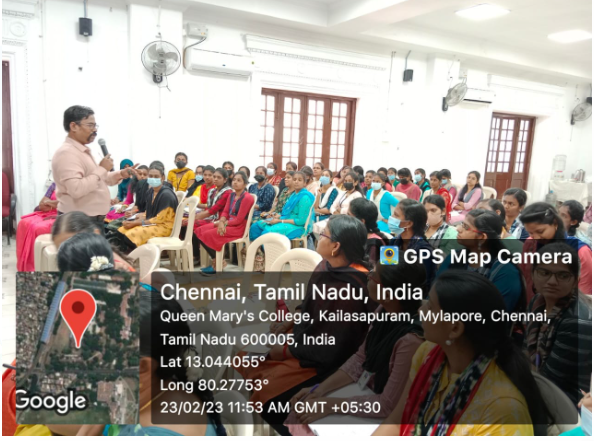 GPS Map Camera
Chennai, Tamil Nadu, India
Queen Mary's College, Kailasapuram, Mylapore, Chennai,
Tamil Nadu 600005, India
Lat 13.044055°
Long 80.27753°
23/02/23 11:53 AM GMT +05:30
Google